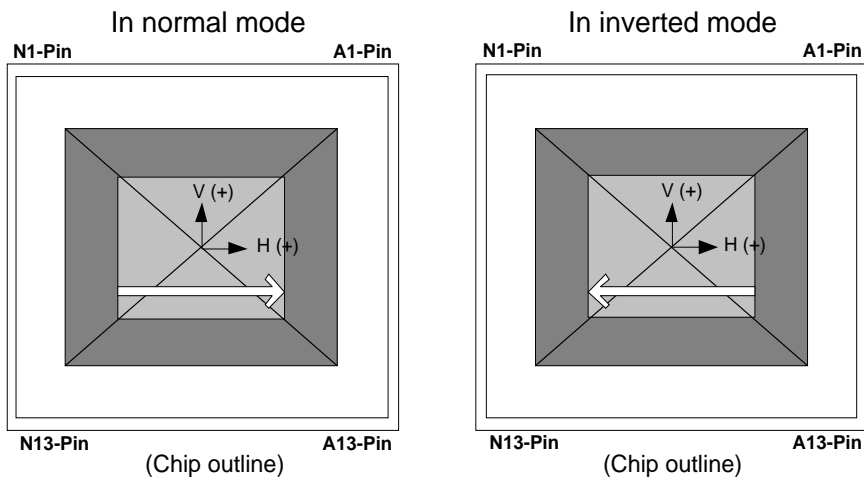 In normal mode
N1-Pin A1-Pin
V (+)
H (+)
N13-Pin A13-Pin
(Chip outline)
In inverted mode
N1-Pin A1-Pin
V (+)
H (+)
N13-Pin A13-Pin
(Chip outline)